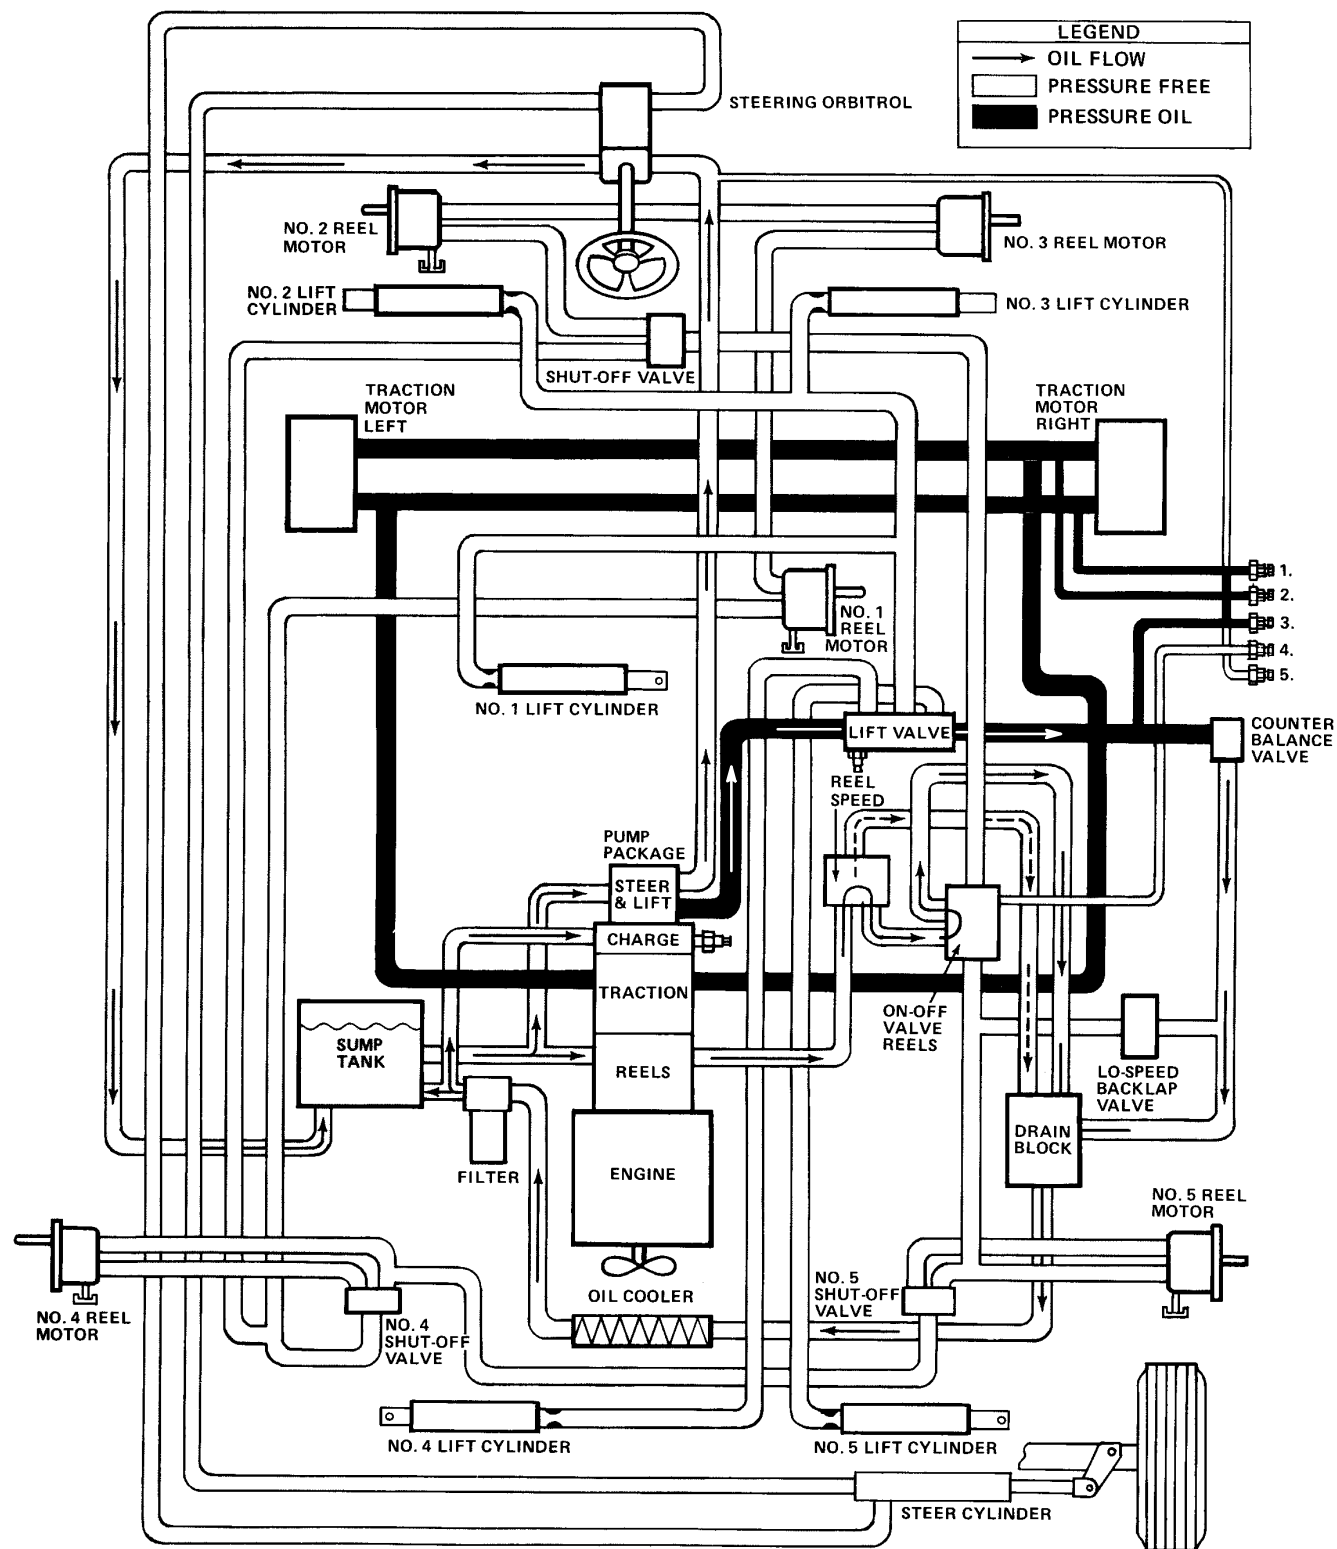 LEGEND
OIL FLOW
PRESSURE FREE
PRESSURE OIL
STEERING ORBITROL
NO. 2 REEL
MOTOR
NO. 3 REEL MOTOR
NO. 2 LIFT
CYLINDER
NO. 3 LIFT CYLINDER
SHUT-OFF VALVE
TRACTION
MOTOR
LEFT
TRACTION
MOTOR
RIGHT
1.
2.
3.
4.
5.
NO. 1
REEL
MOTOR
NO. 1 LIFT CYLINDER
LIFT VALVE
COUNTER
BALANCE
VALVE
REEL
SPEED
PUMP
PACKAGE
STEER
& LIFT
CHARGE
TRACTION
REELS
ENGINE
SUMP
TANK
ON-OFF
VALVE
REELS
LO-SPEED
BACKLAP
VALVE
DRAIN
BLOCK
FILTER
NO. 5 REEL
MOTOR
NO. 4 REEL
MOTOR
NO. 4
SHUT-OFF
VALVE
OIL COOLER
NO. 5
SHUT-OFF
VALVE
NO. 4 LIFT CYLINDER
NO. 5 LIFT CYLINDER
STEER CYLINDER